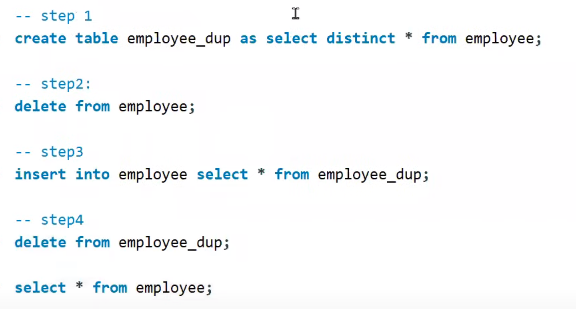 -- step 1
create table employee_dup as select distinct * from employee;
-- step2:
delete from employee;
-- step3
insert into employee select * from employee_dup;
-- step4
delete from employee_dup;
select * from employee;